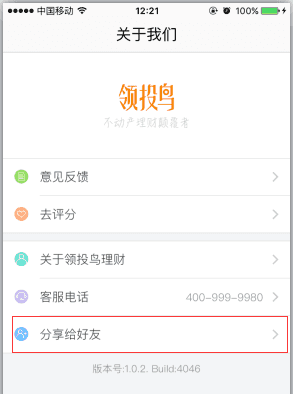 中国移动 12:21 100%
关于我们
领投鸟
不动产理财颠覆者
意见反馈
去评分
关于领投鸟理财
客服电话 400-999-9980
分享给好友
版本号:1.0.2. Build:4046